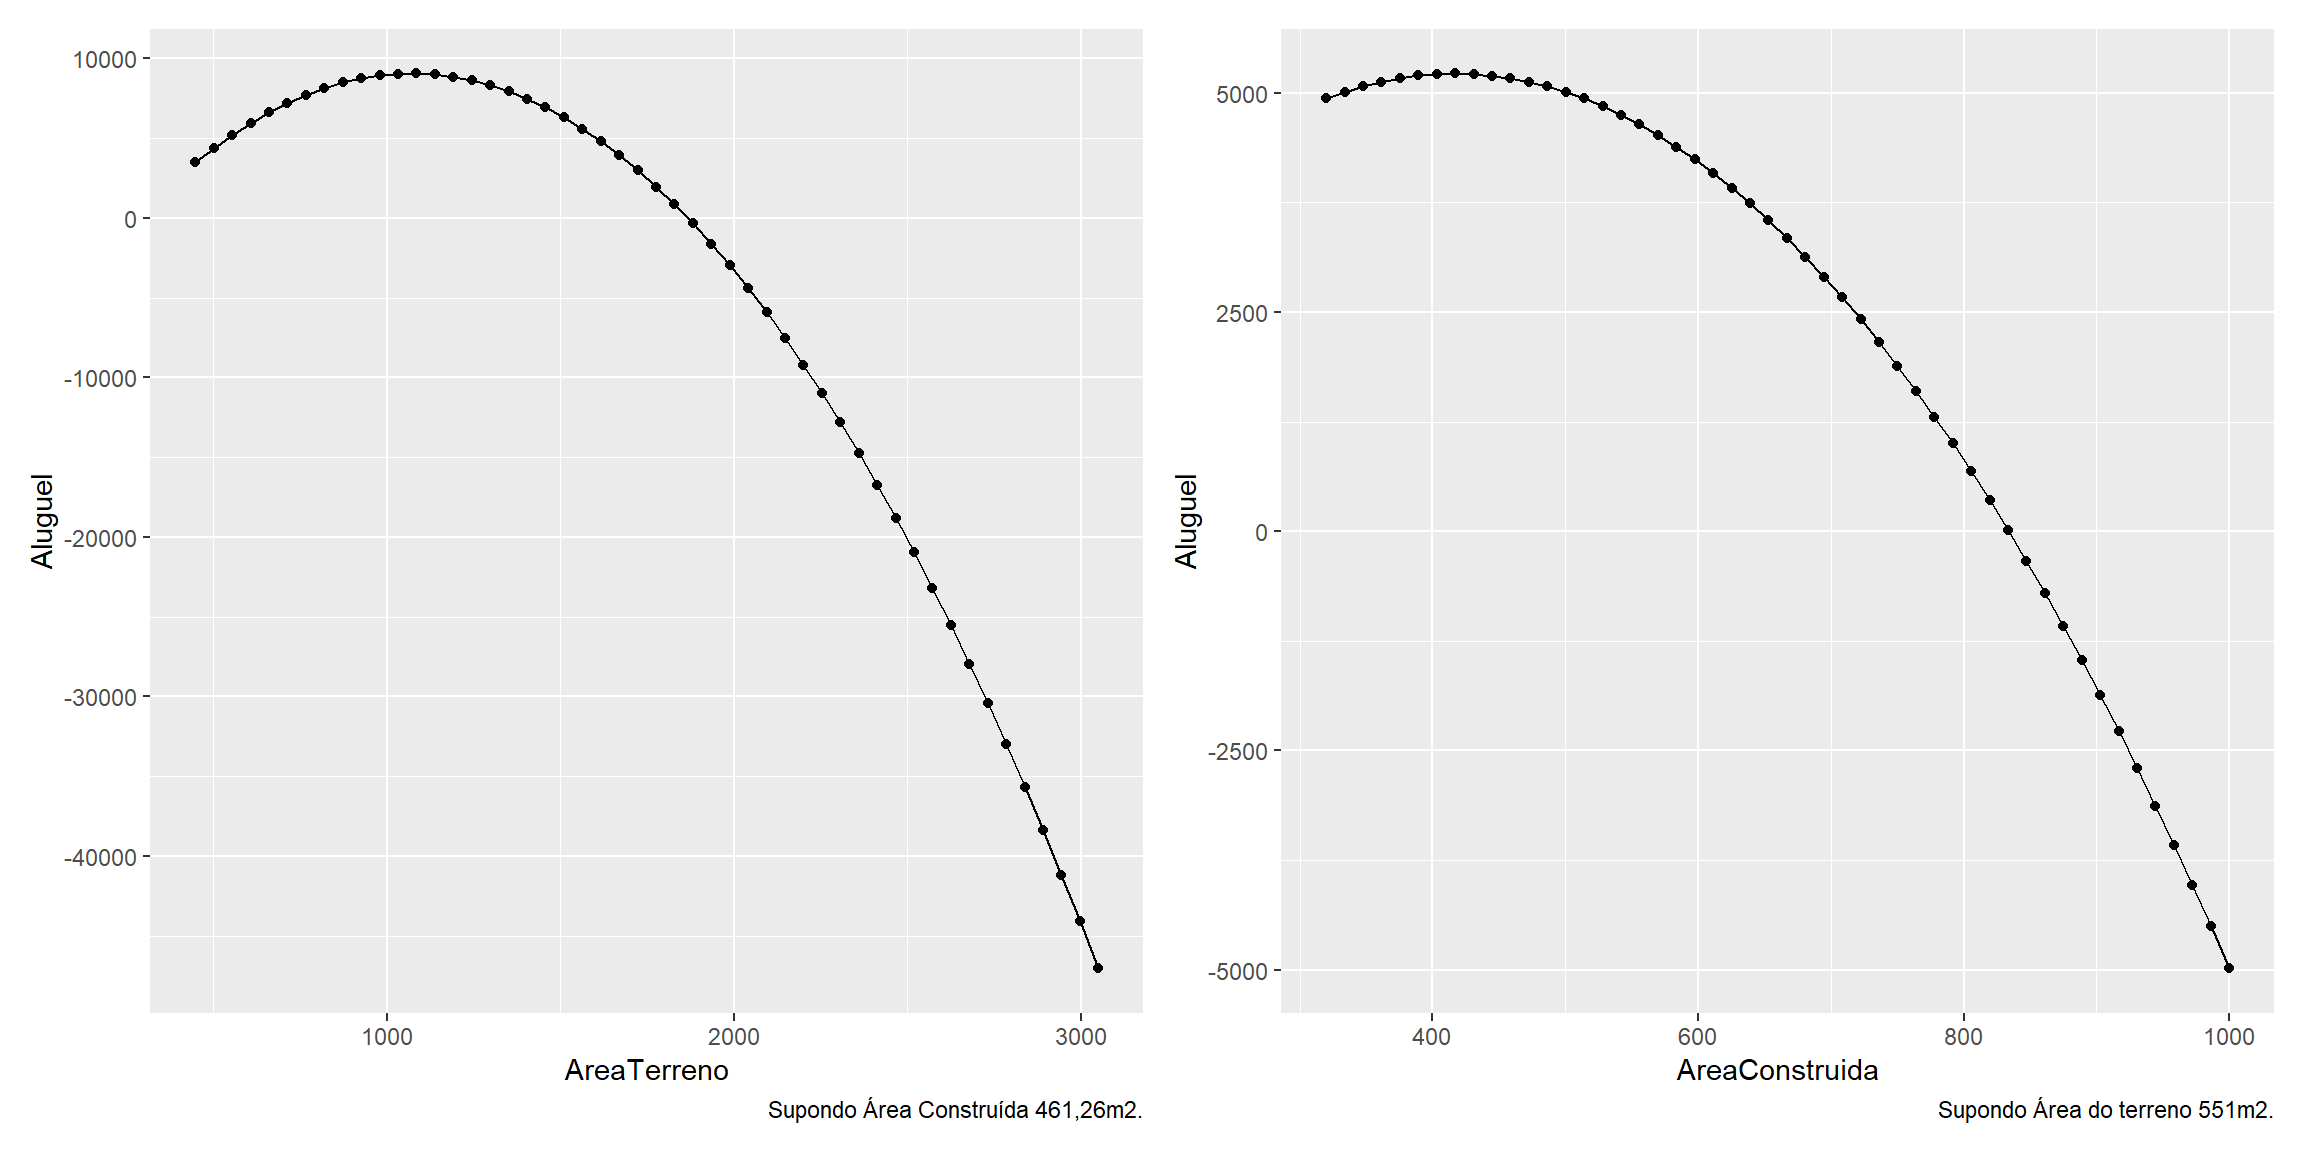 10000
0
-10000
-20000
-30000
-40000
Aluguel
1000 2000 3000
AreaTerreno
Supondo Área Construída 461,26m2.
5000
2500
0
-2500
-5000
Aluguel
400 600 800 1000
AreaConstruida
Supondo Área do terreno 551m2.